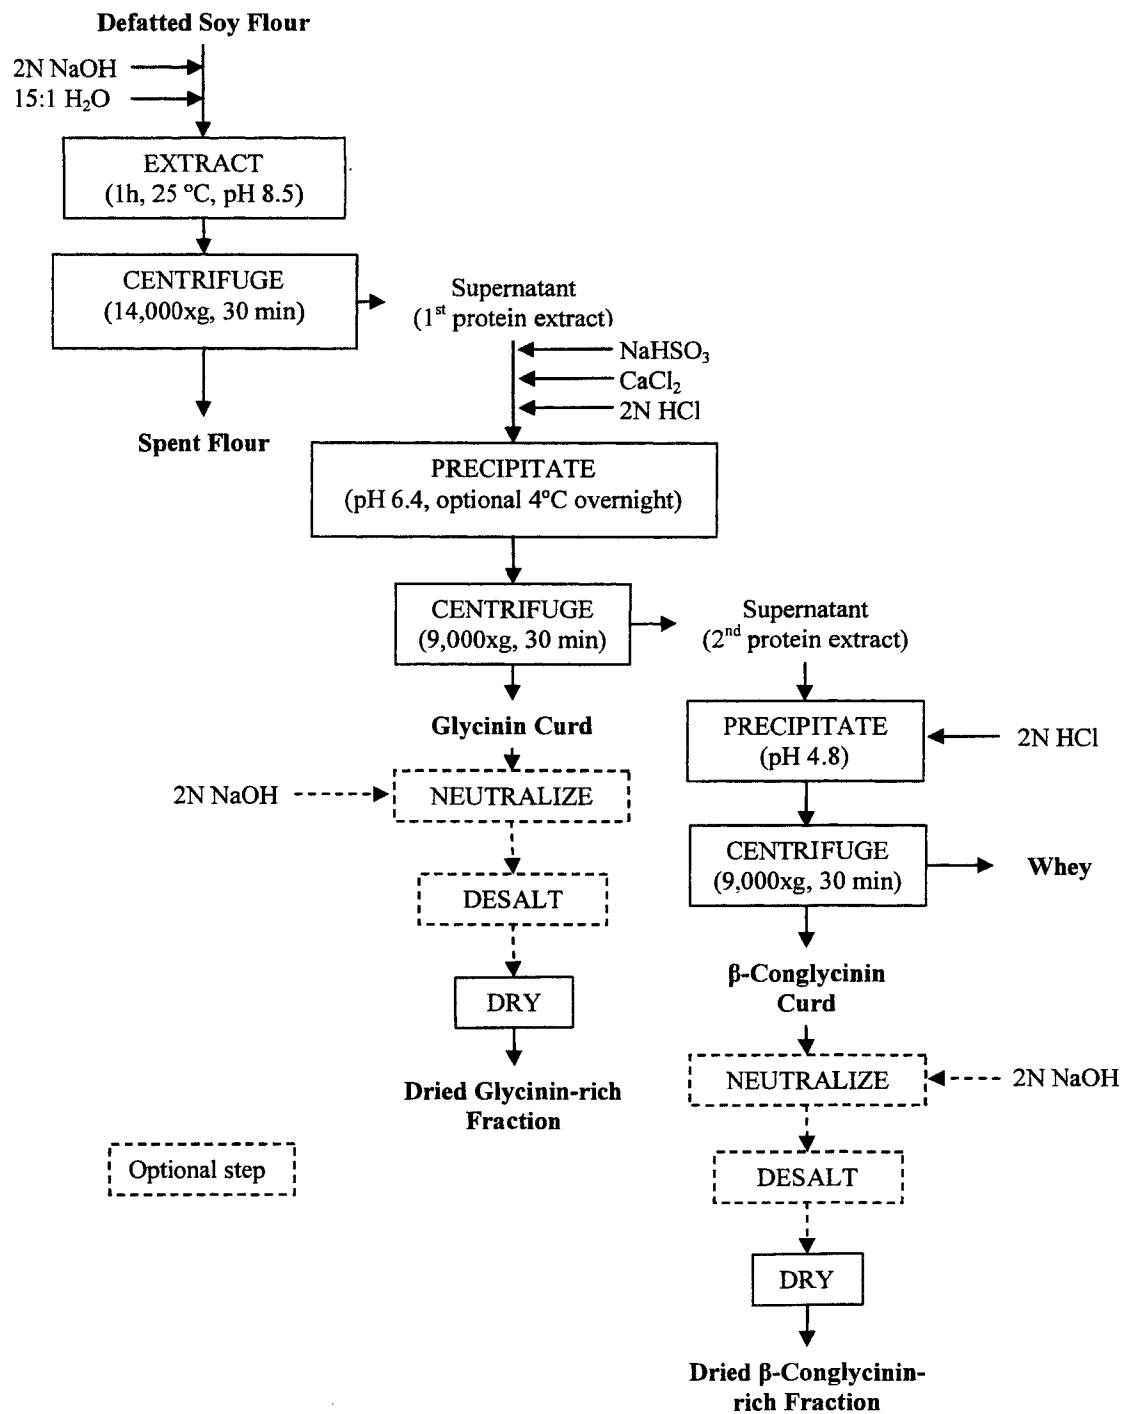 Defatted Soy Flour
2N NaOH
15:1 H₂O
EXTRACT
(1h, 25 ºC, pH 8.5)
CENTRIFUGE
(14,000xg, 30 min)
Supernatant
(1st protein extract)
NaHSO₃
CaCl₂
2N HCl
Spent Flour
PRECIPITATE
(pH 6.4, optional 4ºC overnight)
CENTRIFUGE
(9,000xg, 30 min)
Supernatant
(2nd protein extract)
Glycinin Curd
PRECIPITATE
(pH 4.8)
2N HCl
2N NaOH
NEUTRALIZE
CENTRIFUGE
(9,000xg, 30 min)
Whey
DESALT
β-Conglycinin
Curd
DRY
Dried Glycinin-rich
Fraction
NEUTRALIZE
2N NaOH
Optional step
DESALT
DRY
Dried β-Conglycinin-
rich Fraction